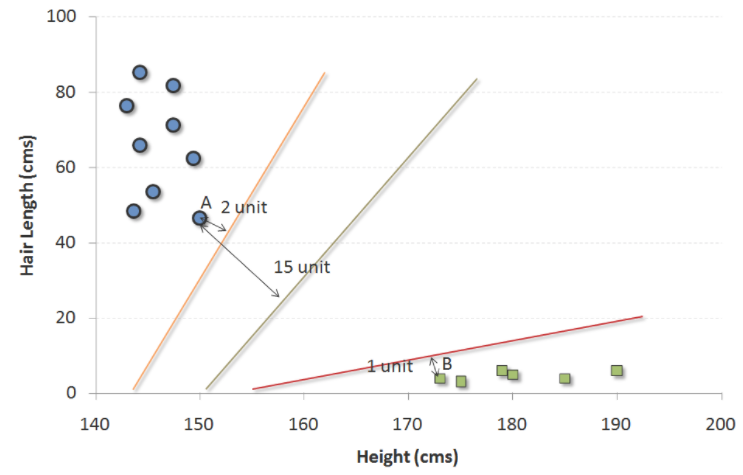 100
80
60
40
20
0
Hair Length (cms)
A
2 unit
15 unit
1 unit
B
140
150
160
170
180
190
200
Height (cms)